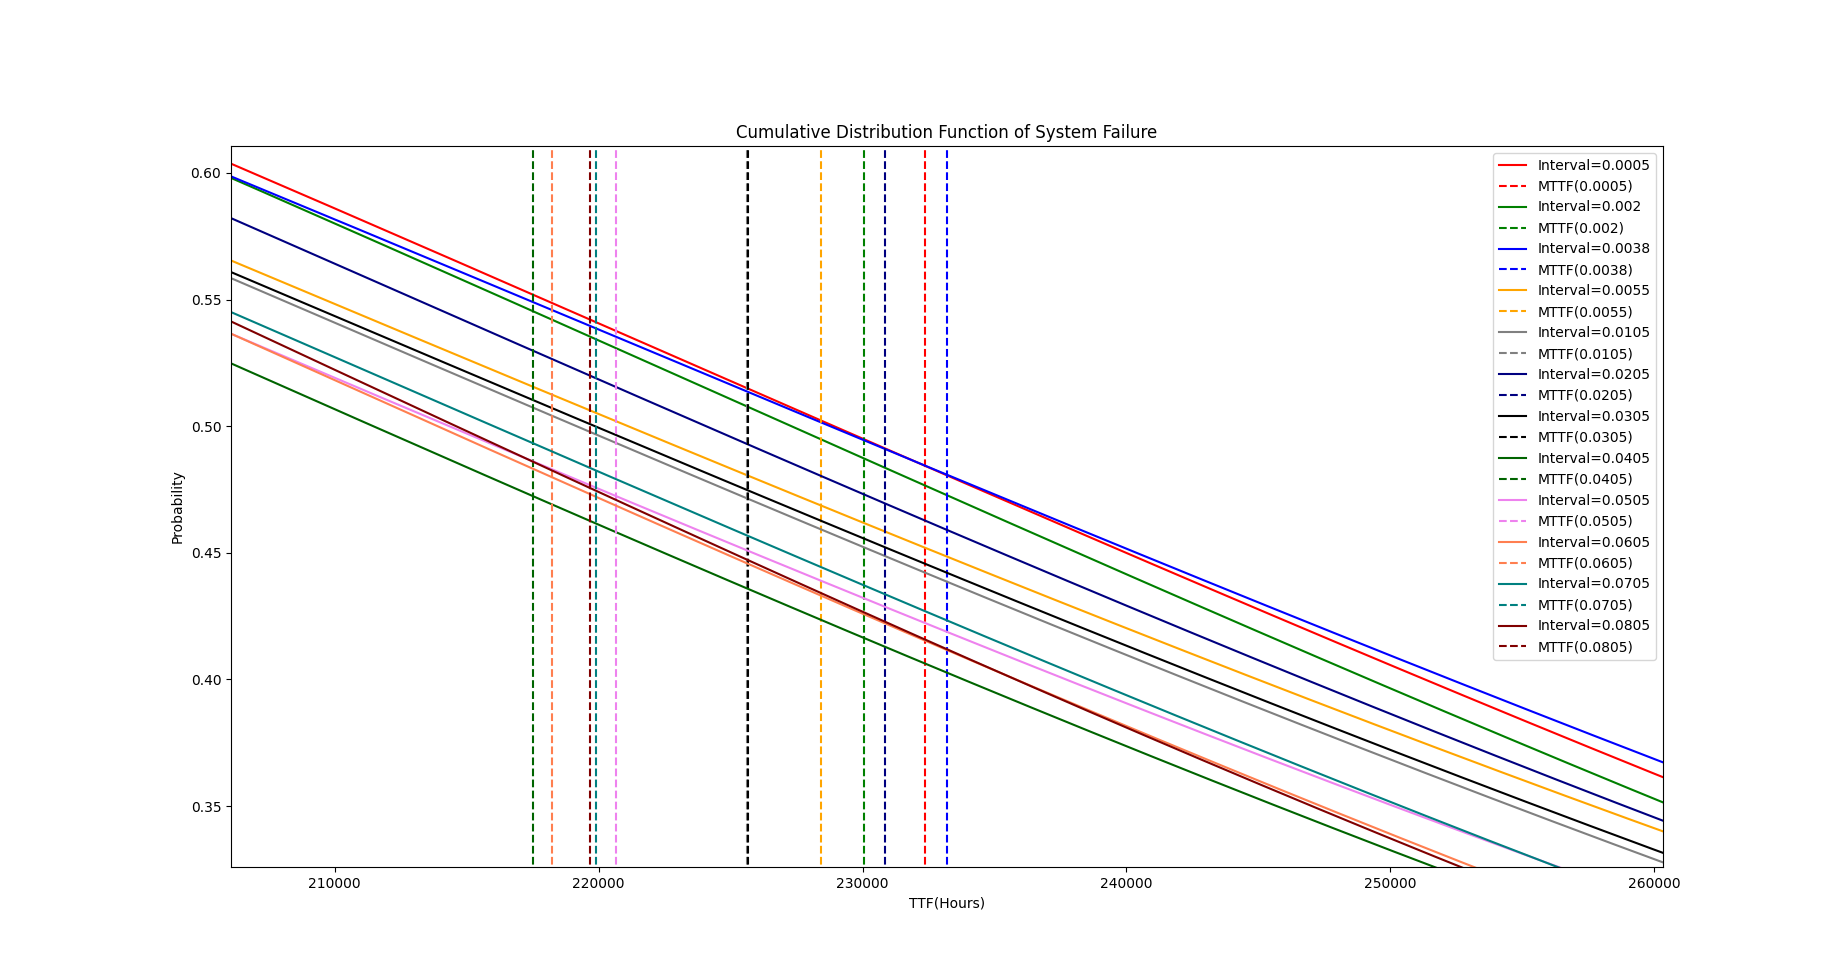 Cumulative Distribution Function of System Failure
Probability
0.60
0.55
0.50
0.45
0.40
0.35
210000
220000
230000
240000
250000
260000
TTF(Hours)
Interval=0.0005
MTTF(0.0005)
Interval=0.002
MTTF(0.002)
Interval=0.0038
MTTF(0.0038)
Interval=0.0055
MTTF(0.0055)
Interval=0.0105
MTTF(0.0105)
Interval=0.0205
MTTF(0.0205)
Interval=0.0305
MTTF(0.0305)
Interval=0.0405
MTTF(0.0405)
Interval=0.0505
MTTF(0.0505)
Interval=0.0605
MTTF(0.0605)
Interval=0.0705
MTTF(0.0705)
Interval=0.0805
MTTF(0.0805)